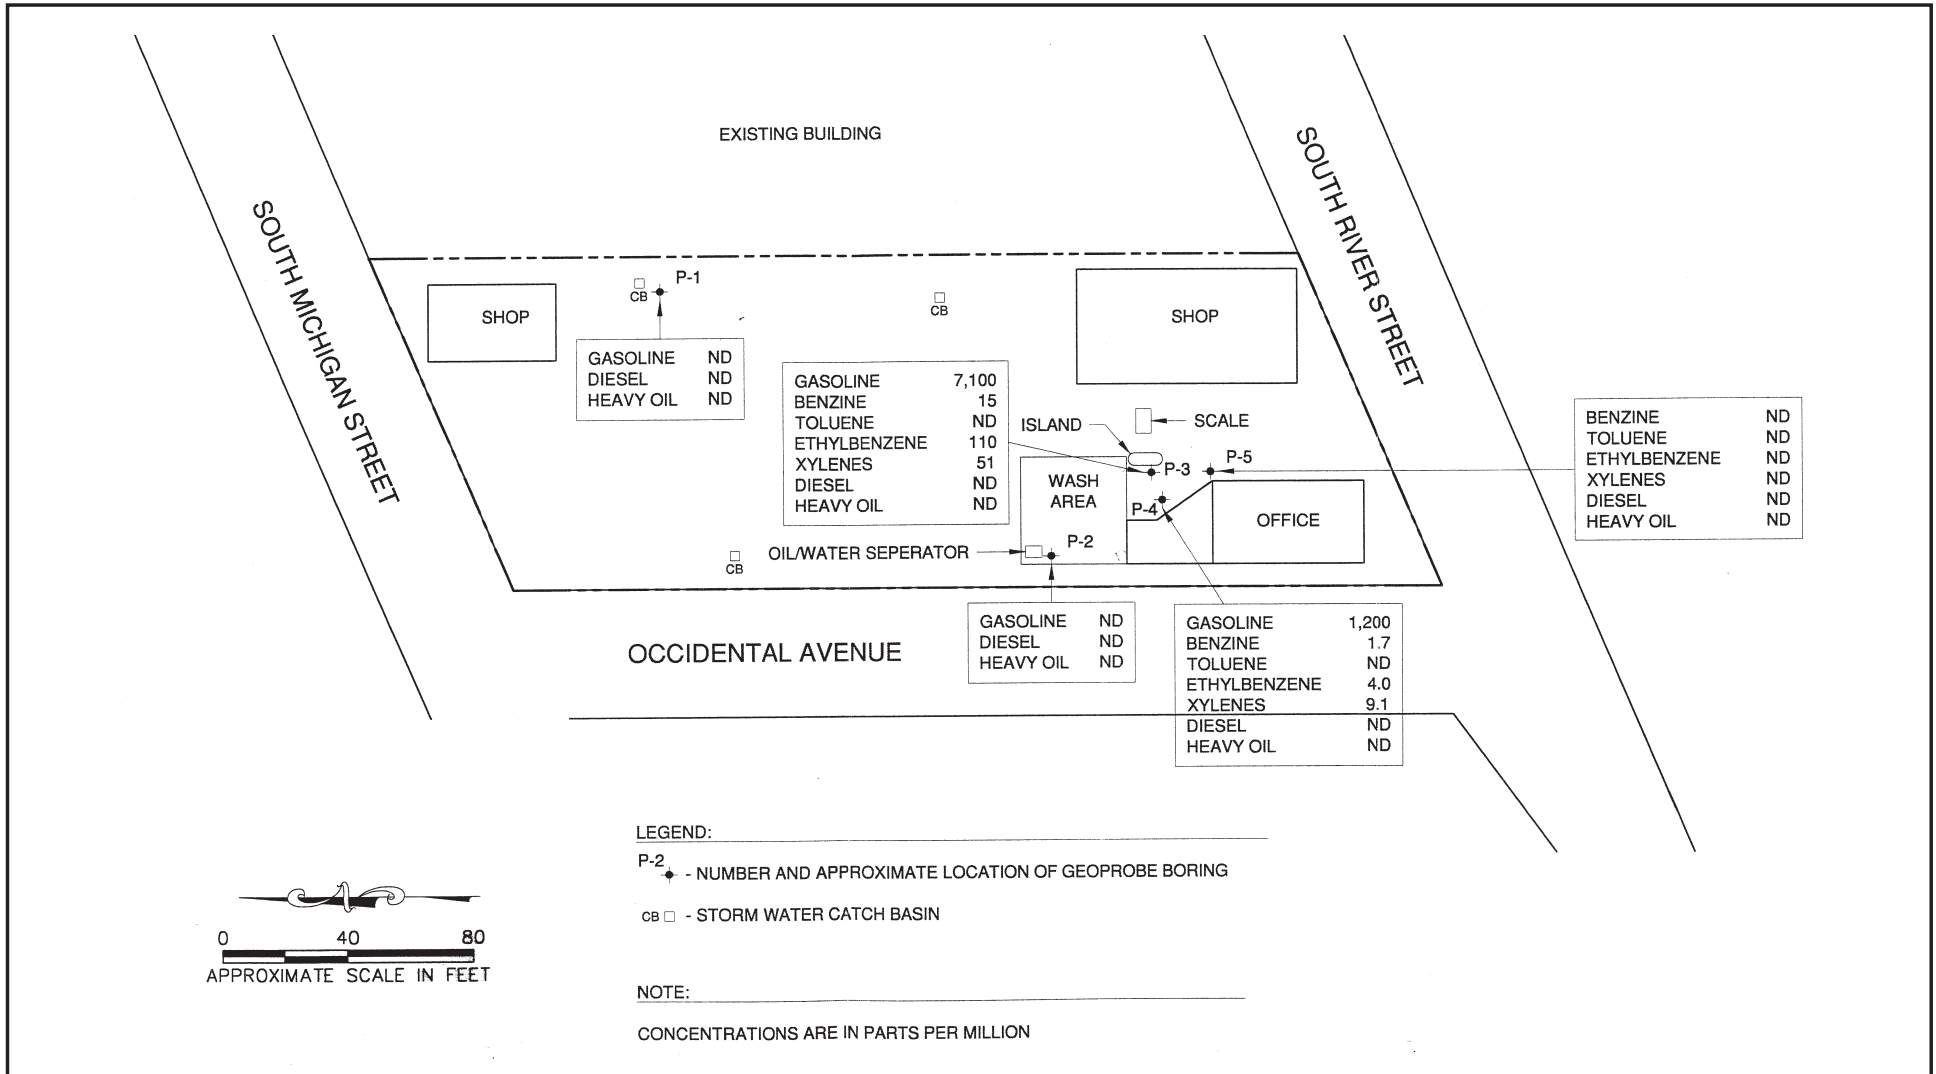 EXISTING BUILDING
SOUTH MICHIGAN STREET
SOUTH RIVER STREET
SHOP
CB
P-1
CB
SHOP
GASOLINE ND
DIESEL ND
HEAVY OIL ND
GASOLINE 7,100
BENZINE 15
TOLUENE ND
ETHYLBENZENE 110
XYLENES 51
DIESEL ND
HEAVY OIL ND
ISLAND
SCALE
P-3
P-5
BENZINE ND
TOLUENE ND
ETHYLBENZENE ND
XYLENES ND
DIESEL ND
HEAVY OIL ND
WASH
AREA
P-4
OFFICE
CB
OIL/WATER SEPERATOR
P-2
GASOLINE ND
DIESEL ND
HEAVY OIL ND
GASOLINE 1,200
BENZINE 1.7
TOLUENE ND
ETHYLBENZENE 4.0
XYLENES 9.1
DIESEL ND
HEAVY OIL ND
OCCIDENTAL AVENUE
LEGEND:
P-2 - NUMBER AND APPROXIMATE LOCATION OF GEOPROBE BORING
CB - STORM WATER CATCH BASIN
N
0 40 80
APPROXIMATE SCALE IN FEET
NOTE:
CONCENTRATIONS ARE IN PARTS PER MILLION